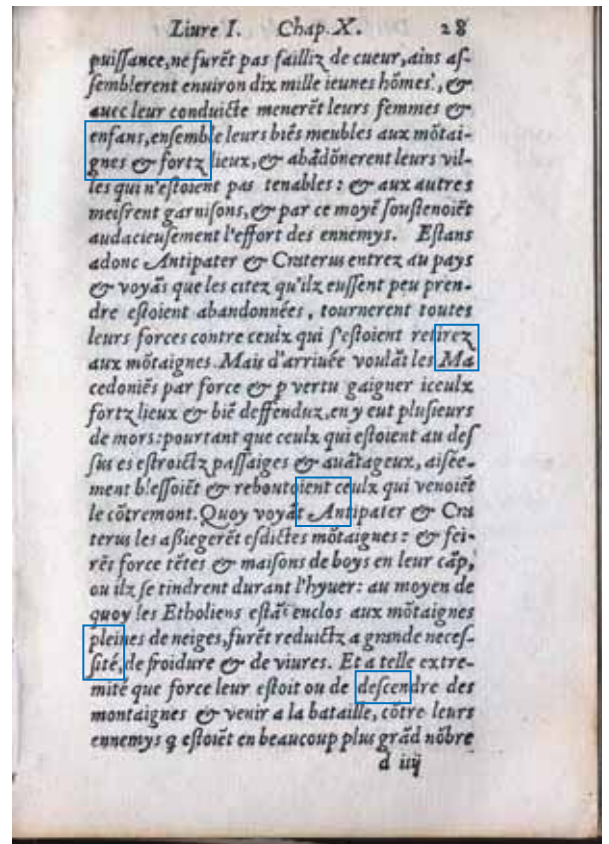 Liure I. Chap. X. 28
puissance, ne furẽt pas failliz de cueur, ains as-
semblerent enuiron dix mille ieunes hõmes, &
auec leur conduicte menerẽt leurs femmes &
enfans, ensemble leurs biẽs meubles aux mõtai-
gnes & fortz lieux, & abãdõnerent leurs vil-
les qui n'estoient pas tenables : & aux autres
meisrent garnisons, & par ce moyẽ soustenoiẽt
audacieusement l'effort des ennemys. Estans
adonc Antipater & Craterus entrez au pays
& voyãs que les citez qu'ilz eussent peu pren-
dre estoient abandonnées, tournerent toutes
leurs forces contre ceulx qui s'estoient retirez
aux mõtaignes. Mais d'arriuée voulãt les Ma
cedoniẽs par force & p vertu gaigner iceulx
fortz lieux & biẽ deffenduz, en y eut plusieurs
de mors : pourtant que ceulx qui estoient au des
sus es estroictz passaiges & auãtageux, aisée-
ment blessoiẽt & reboutoient ceulx qui venoiẽt
le cõtremont. Quoy voyãt Antipater & Cra
terus les assiegerẽt esdictes mõtaignes : & fei-
rẽt force tẽtes & maisons de boys en leur cãp,
ou ilz se tindrent durant l'hyuer : au moyen de
quoy les Etholiens estãs enclos aux mõtaignes
pleines de neiges, furẽt reduictz a grande neces-
sité, de froidure & de viures. Et a telle extre-
mité que force leur estoit ou de descendre des
montaignes & venir a la bataille, cõtre leurs
ennemys q estoiẽt en beaucoup plus grãd nõbre
d iiij